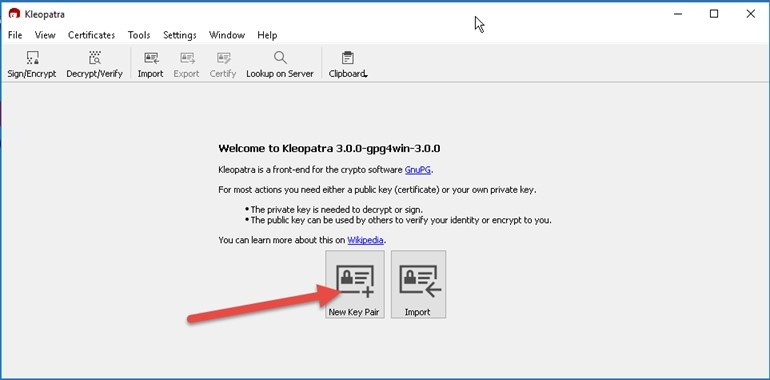 Kleopatra
File View Certificates Tools Settings Window Help
Sign/Encrypt Decrypt/Verify Import Export Certify Lookup on Server Clipboard
Welcome to Kleopatra 3.0.0-gpg4win-3.0.0
Kleopatra is a front-end for the crypto software GnuPG.
For most actions you need either a public key (certificate) or your own private key.
• The private key is needed to decrypt or sign.
• The public key can be used by others to verify your identity or encrypt to you.
You can learn more about this on Wikipedia.
New Key Pair Import